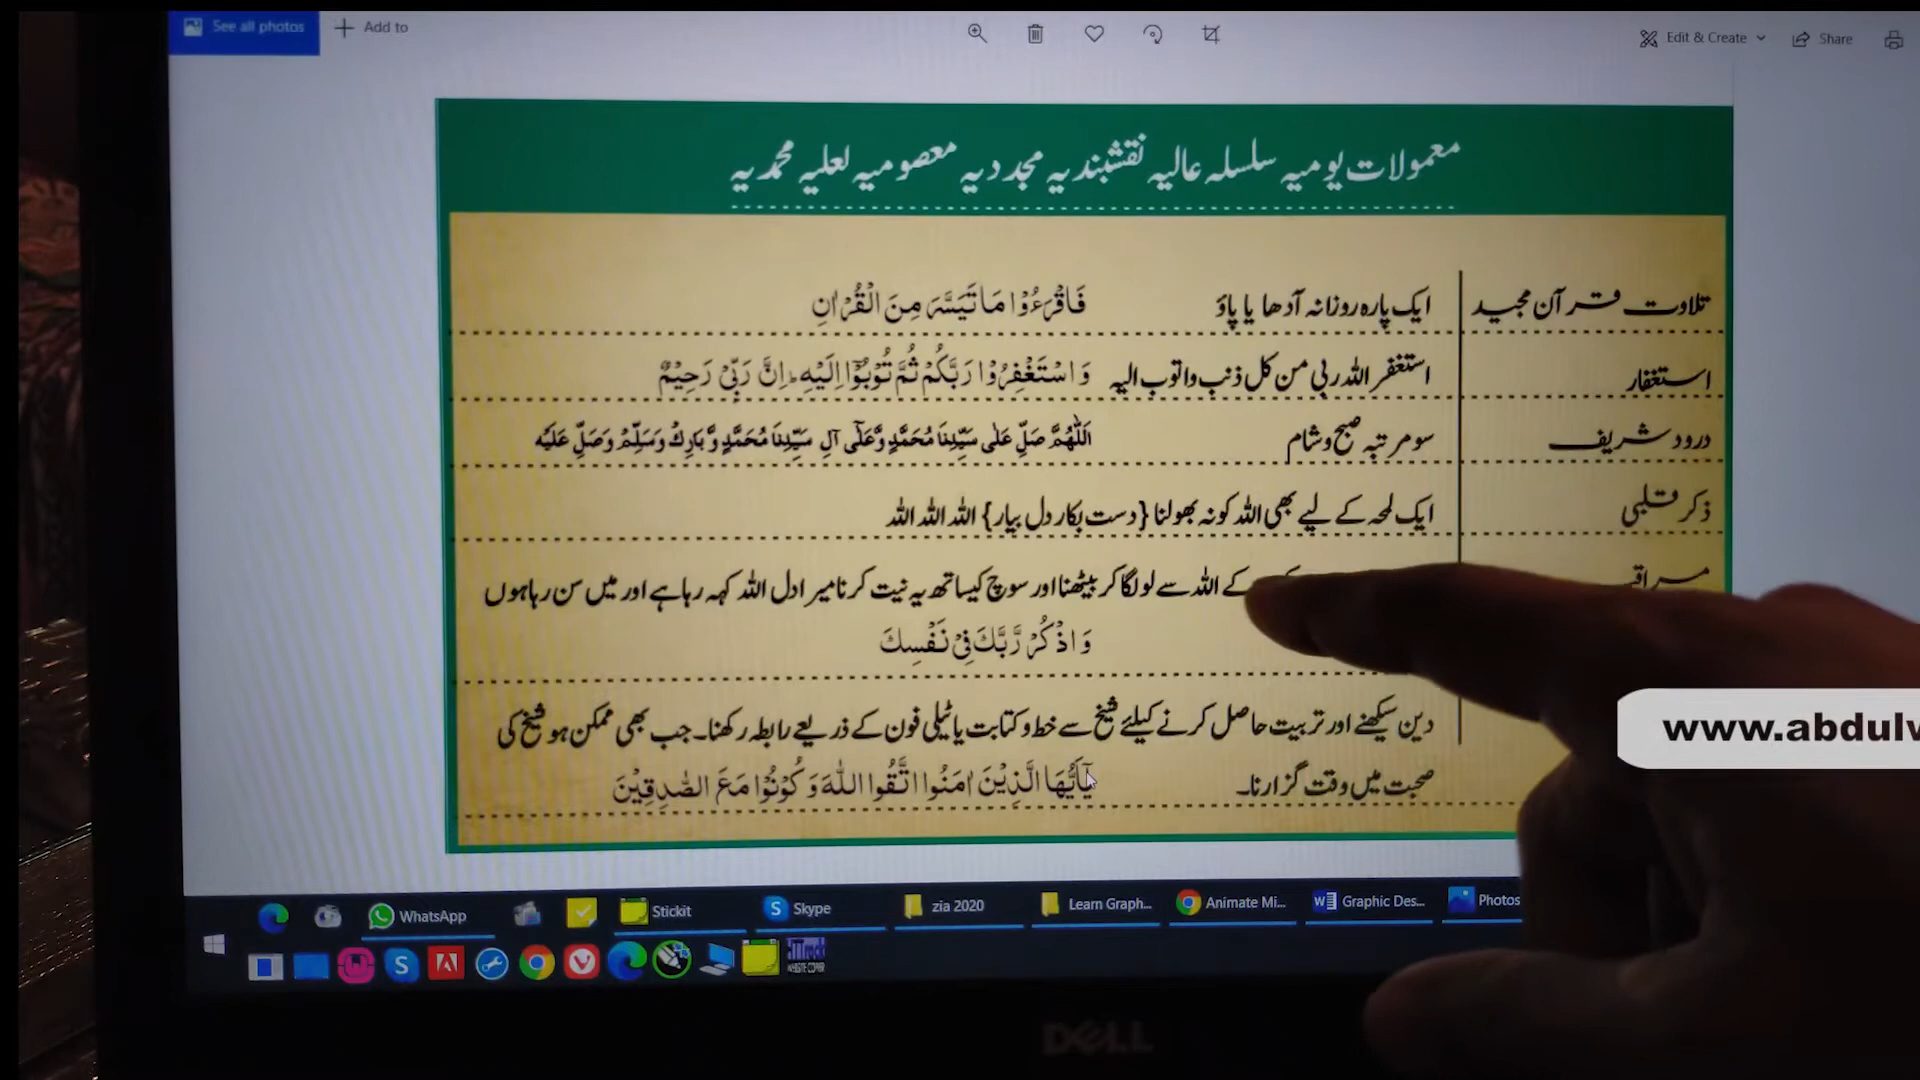 See all photos
Add to
Edit & Create
Share
معمولات یومیہ سلسلہ عالیہ نقشبندیہ مجددیہ معصومیہ لعلیہ محمدیہ
تلاوت قرآن مجید ایک پارہ روزانہ آدھا یا پاؤ فَاقْرَءُوْا مَا تَيَسَّرَ مِنَ الْقُرْاٰنِ
استغفار استغفر اللہ ربی من کل ذنب واتوب الیہ وَاسْتَغْفِرُوْا رَبَّكُمْ ثُمَّ تُوْبُوْٓا اِلَيْهِ ؕ اِنَّ رَبِّىْ رَحِيْمٌ
درود شریف سو مرتبہ صبح و شام اَللّٰهُمَّ صَلِّ عَلٰى سَيِّدِنَا مُحَمَّدٍ وَّعَلٰٓى آلِ سَيِّدِنَا مُحَمَّدٍ وَّبَارِكْ وَسَلِّمْ وَصَلِّ عَلَيْهِ
ذکر قلبی ایک لمحہ کے لیے بھی اللہ کو نہ بھولنا {دست بکار دل بیار} اللہ اللہ اللہ
کے اللہ سے لو لگا کر بیٹھنا اور سوچ کیساتھ یہ نیت کرنا میرا دل اللہ کہہ رہا ہے اور میں سن رہا ہوں
وَاذْكُرْ رَّبَّكَ فِىْ نَفْسِكَ
دین سیکھنے اور تربیت حاصل کرنے کیلئے شیخ سے خط و کتابت یا ٹیلی فون کے ذریعے رابطہ رکھنا۔ جب بھی ممکن ہو شیخ کی
صحبت میں وقت گزارنا۔ يٰٓاَيُّهَا الَّذِيْنَ اٰمَنُوا اتَّقُوا اللّٰهَ وَكُوْنُوْا مَعَ الصّٰدِقِيْنَ
www.abdulv
WhatsApp
Stickit
Skype
zia 2020
Learn Graph...
Animate Mi...
Graphic Des...
Photos
DELL